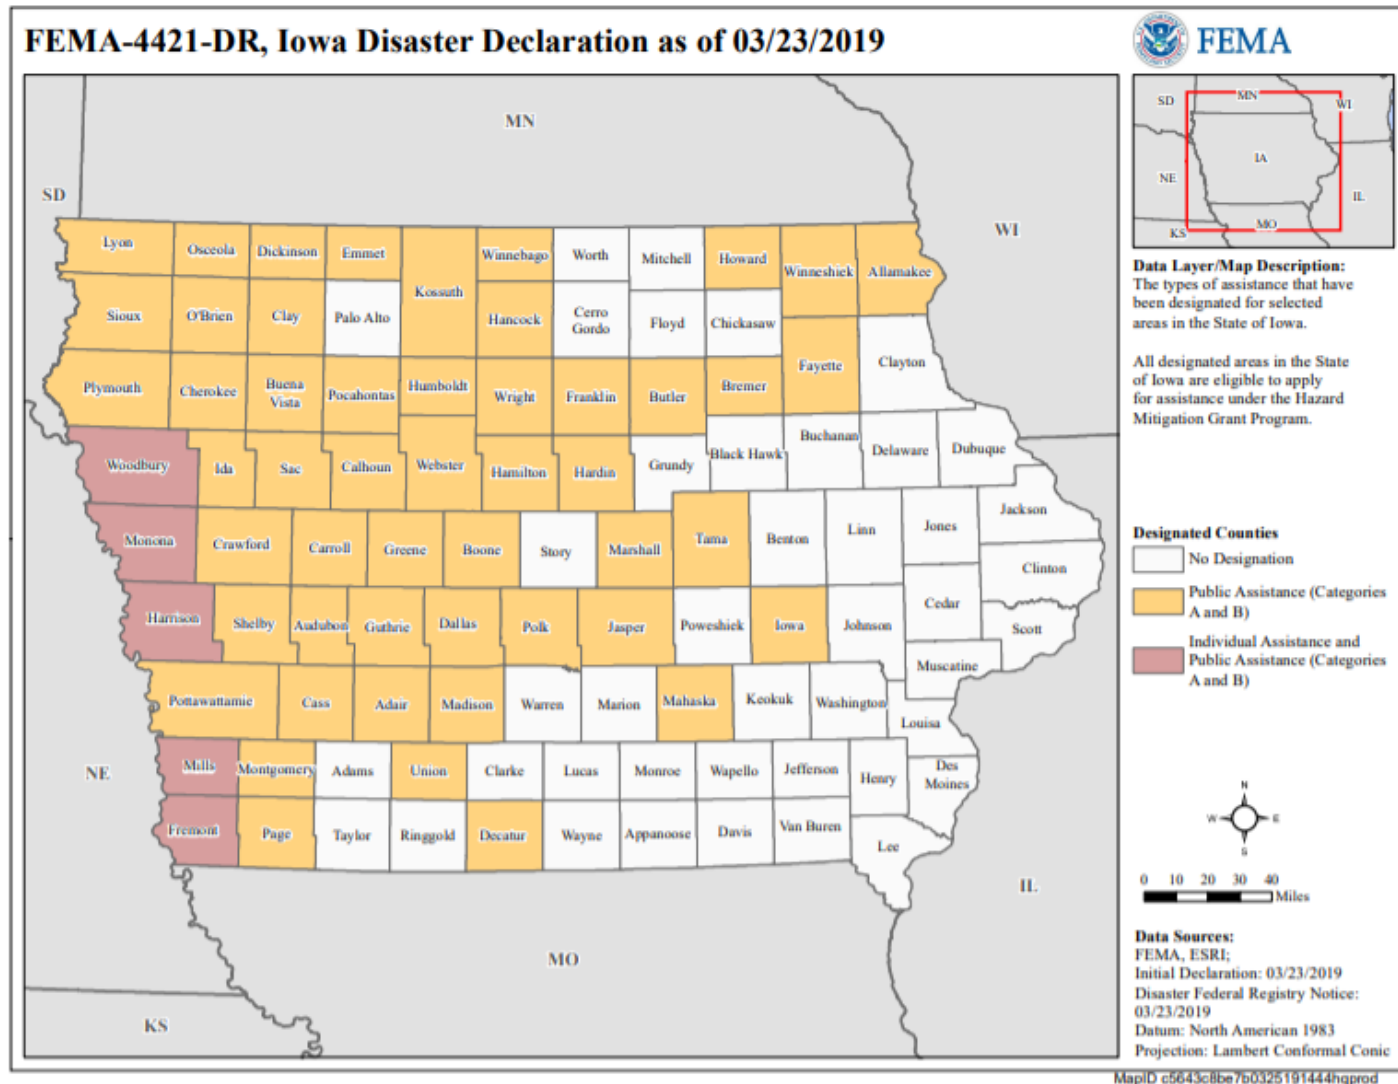 FEMA-4421-DR, Iowa Disaster Declaration as of 03/23/2019
FEMA
MN
SD
WI
NE
IL
MO
KS
Lyon
Osceola
Dickinson
Emmet
Kossuth
Winnebago
Worth
Mitchell
Howard
Winneshiek
Allamakee
Sioux
O'Brien
Clay
Palo Alto
Hancock
Cerro
Gordo
Floyd
Chickasaw
Fayette
Clayton
Plymouth
Cherokee
Buena
Vista
Pocahontas
Humboldt
Wright
Franklin
Butler
Bremer
Woodbury
Ida
Sac
Calhoun
Webster
Hamilton
Hardin
Grundy
Black Hawk
Buchanan
Delaware
Dubuque
Monona
Crawford
Carroll
Greene
Boone
Story
Marshall
Tama
Benton
Linn
Jones
Jackson
Clinton
Harrison
Shelby
Audubon
Guthrie
Dallas
Polk
Jasper
Poweshiek
Iowa
Johnson
Cedar
Scott
Muscatine
Pottawattamie
Cass
Adair
Madison
Warren
Marion
Mahaska
Keokuk
Washington
Louisa
Mills
Montgomery
Adams
Union
Clarke
Lucas
Monroe
Wapello
Jefferson
Henry
Des
Moines
Fremont
Page
Taylor
Ringgold
Decatur
Wayne
Appanoose
Davis
Van Buren
Lee
SD
MN
WI
IA
NE
IL
KS
MO
Data Layer/Map Description:
The types of assistance that have
been designated for selected
areas in the State of Iowa.
All designated areas in the State
of Iowa are eligible to apply
for assistance under the Hazard
Mitigation Grant Program.
Designated Counties
No Designation
Public Assistance (Categories
A and B)
Individual Assistance and
Public Assistance (Categories
A and B)
N
W
E
S
0 10 20 30 40
Miles
Data Sources:
FEMA, ESRI;
Initial Declaration: 03/23/2019
Disaster Federal Registry Notice:
03/23/2019
Datum: North American 1983
Projection: Lambert Conformal Conic
MapID c5643c8be7b0325191444hqprod